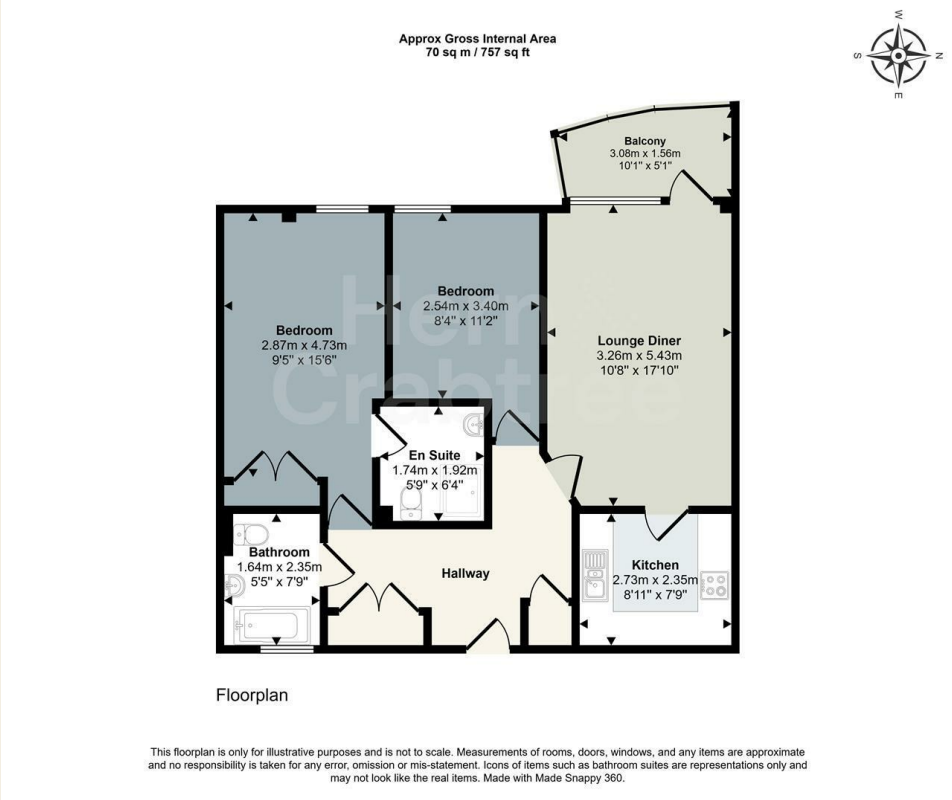 Approx Gross Internal Area
70 sq m / 757 sq ft
W
S
N
E
Balcony
3.08m x 1.56m
10'1" x 5'1"
Bedroom
2.54m x 3.40m
8'4" x 11'2"
Bedroom
2.87m x 4.73m
9'5" x 15'6"
Lounge Diner
3.26m x 5.43m
10'8" x 17'10"
En Suite
1.74m x 1.92m
5'9" x 6'4"
Bathroom
1.64m x 2.35m
5'5" x 7'9"
Hallway
Kitchen
2.73m x 2.35m
8'11" x 7'9"
Crabtree
Floorplan
This floorplan is only for illustrative purposes and is not to scale. Measurements of rooms, doors, windows, and any items are approximate
and no responsibility is taken for any error, omission or mis-statement. Icons of items such as bathroom suites are representations only and
may not look like the real items. Made with Made Snappy 360.